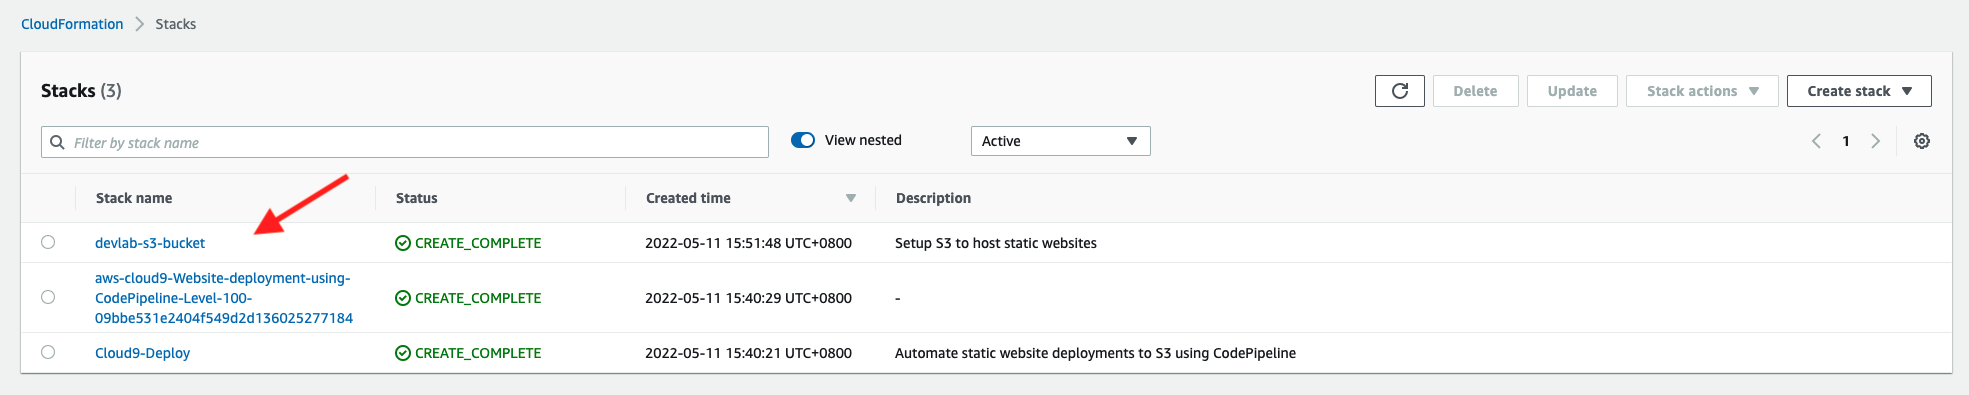 CloudFormation > Stacks
Stacks (3)
Delete
Update
Stack actions
Create stack
Filter by stack name
View nested
Active
1
Stack name
Status
Created time
Description
devlab-s3-bucket
CREATE_COMPLETE
2022-05-11 15:51:48 UTC+0800
Setup S3 to host static websites
aws-cloud9-Website-deployment-using-
CodePipeline-Level-100-
09bbe531e2404f549d2d136025277184
CREATE_COMPLETE
2022-05-11 15:40:29 UTC+0800
-
Cloud9-Deploy
CREATE_COMPLETE
2022-05-11 15:40:21 UTC+0800
Automate static website deployments to S3 using CodePipeline